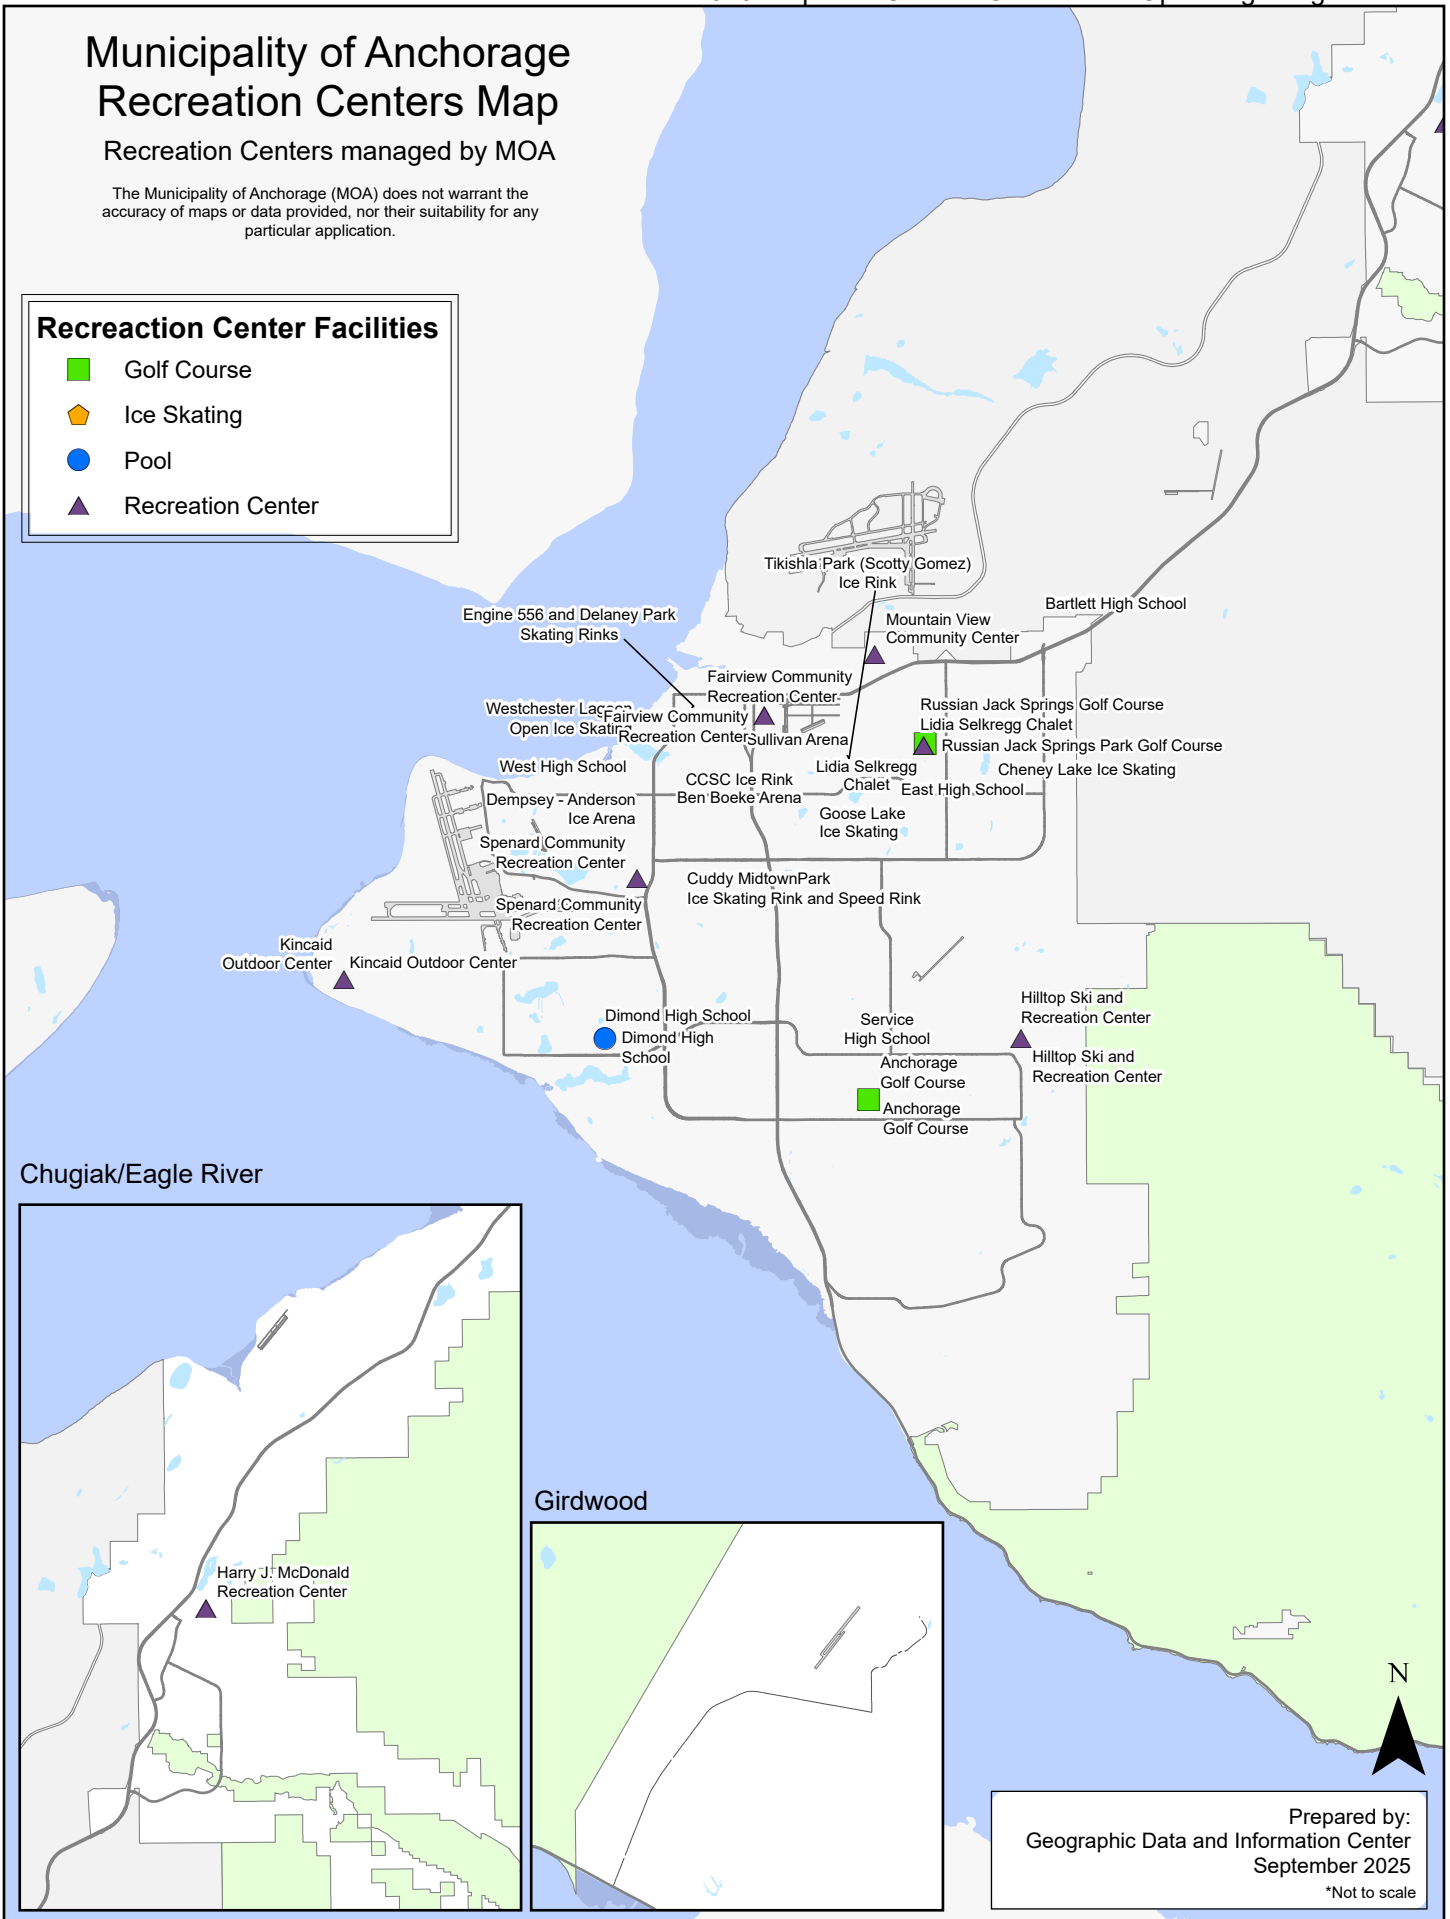 Municipality of Anchorage
Recreation Centers Map
Recreation Centers managed by MOA
The Municipality of Anchorage (MOA) does not warrant the
accuracy of maps or data provided, nor their suitability for any
particular application.
Recreaction Center Facilities
Golf Course
Ice Skating
Pool
Recreation Center
Tikishla Park (Scotty Gomez)
Ice Rink
Bartlett High School
Engine 556 and Delaney Park
Skating Rinks
Mountain View
Community Center
Fairview Community
Recreation Center
Westchester Lagoon
Open Ice Skating
Fairview Community
Recreation Center
Sullivan Arena
Russian Jack Springs Golf Course
Lidia Selkregg Chalet
Russian Jack Springs Park Golf Course
West High School
CCSC Ice Rink
Ben Boeke Arena
Lidia Selkregg
Chalet
Cheney Lake Ice Skating
East High School
Dempsey - Anderson
Ice Arena
Goose Lake
Ice Skating
Spenard Community
Recreation Center
Cuddy MidtownPark
Ice Skating Rink and Speed Rink
Spenard Community
Recreation Center
Kincaid
Outdoor Center
Kincaid Outdoor Center
Dimond High School
Dimond High
School
Service
High School
Hilltop Ski and
Recreation Center
Hilltop Ski and
Recreation Center
Anchorage
Golf Course
Anchorage
Golf Course
Chugiak/Eagle River
Harry J. McDonald
Recreation Center
Girdwood
N
Prepared by:
Geographic Data and Information Center
September 2025
*Not to scale